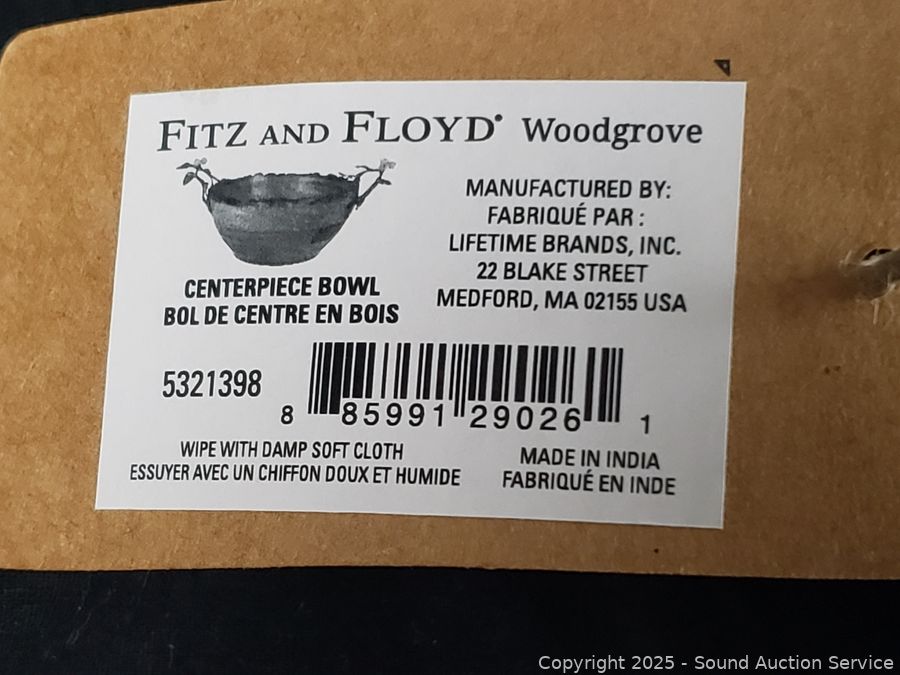 FITZ AND FLOYD® Woodgrove
MANUFACTURED BY:
FABRIQUÉ PAR :
LIFETIME BRANDS, INC.
22 BLAKE STREET
MEDFORD, MA 02155 USA
CENTERPIECE BOWL
BOL DE CENTRE EN BOIS
5321398
8 85991 29026 1
WIPE WITH DAMP SOFT CLOTH
ESSUYER AVEC UN CHIFFON DOUX ET HUMIDE
MADE IN INDIA
FABRIQUÉ EN INDE
Copyright 2025 - Sound Auction Service